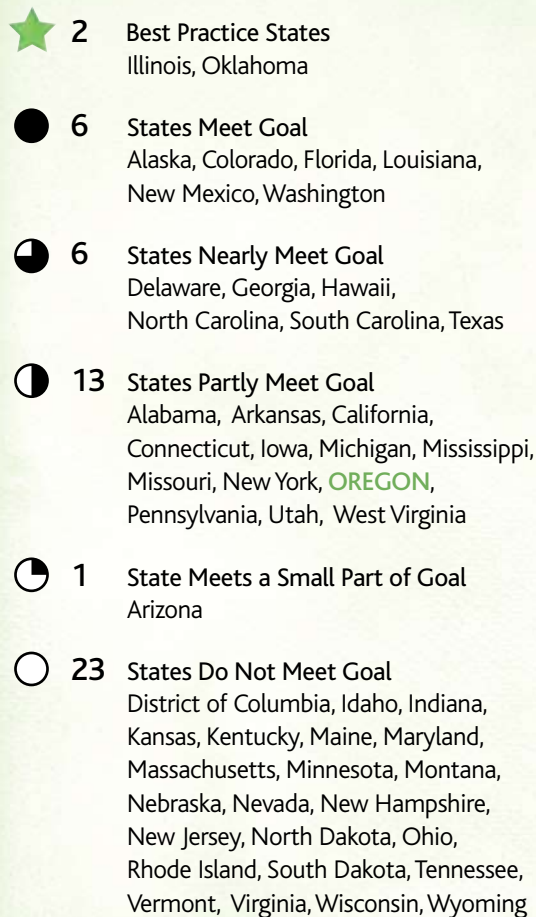 2 Best Practice States
Illinois, Oklahoma
6 States Meet Goal
Alaska, Colorado, Florida, Louisiana,
New Mexico, Washington
6 States Nearly Meet Goal
Delaware, Georgia, Hawaii,
North Carolina, South Carolina, Texas
13 States Partly Meet Goal
Alabama, Arkansas, California,
Connecticut, Iowa, Michigan, Mississippi,
Missouri, New York, OREGON,
Pennsylvania, Utah, West Virginia
1 State Meets a Small Part of Goal
Arizona
23 States Do Not Meet Goal
District of Columbia, Idaho, Indiana,
Kansas, Kentucky, Maine, Maryland,
Massachusetts, Minnesota, Montana,
Nebraska, Nevada, New Hampshire,
New Jersey, North Dakota, Ohio,
Rhode Island, South Dakota, Tennessee,
Vermont, Virginia, Wisconsin, Wyoming